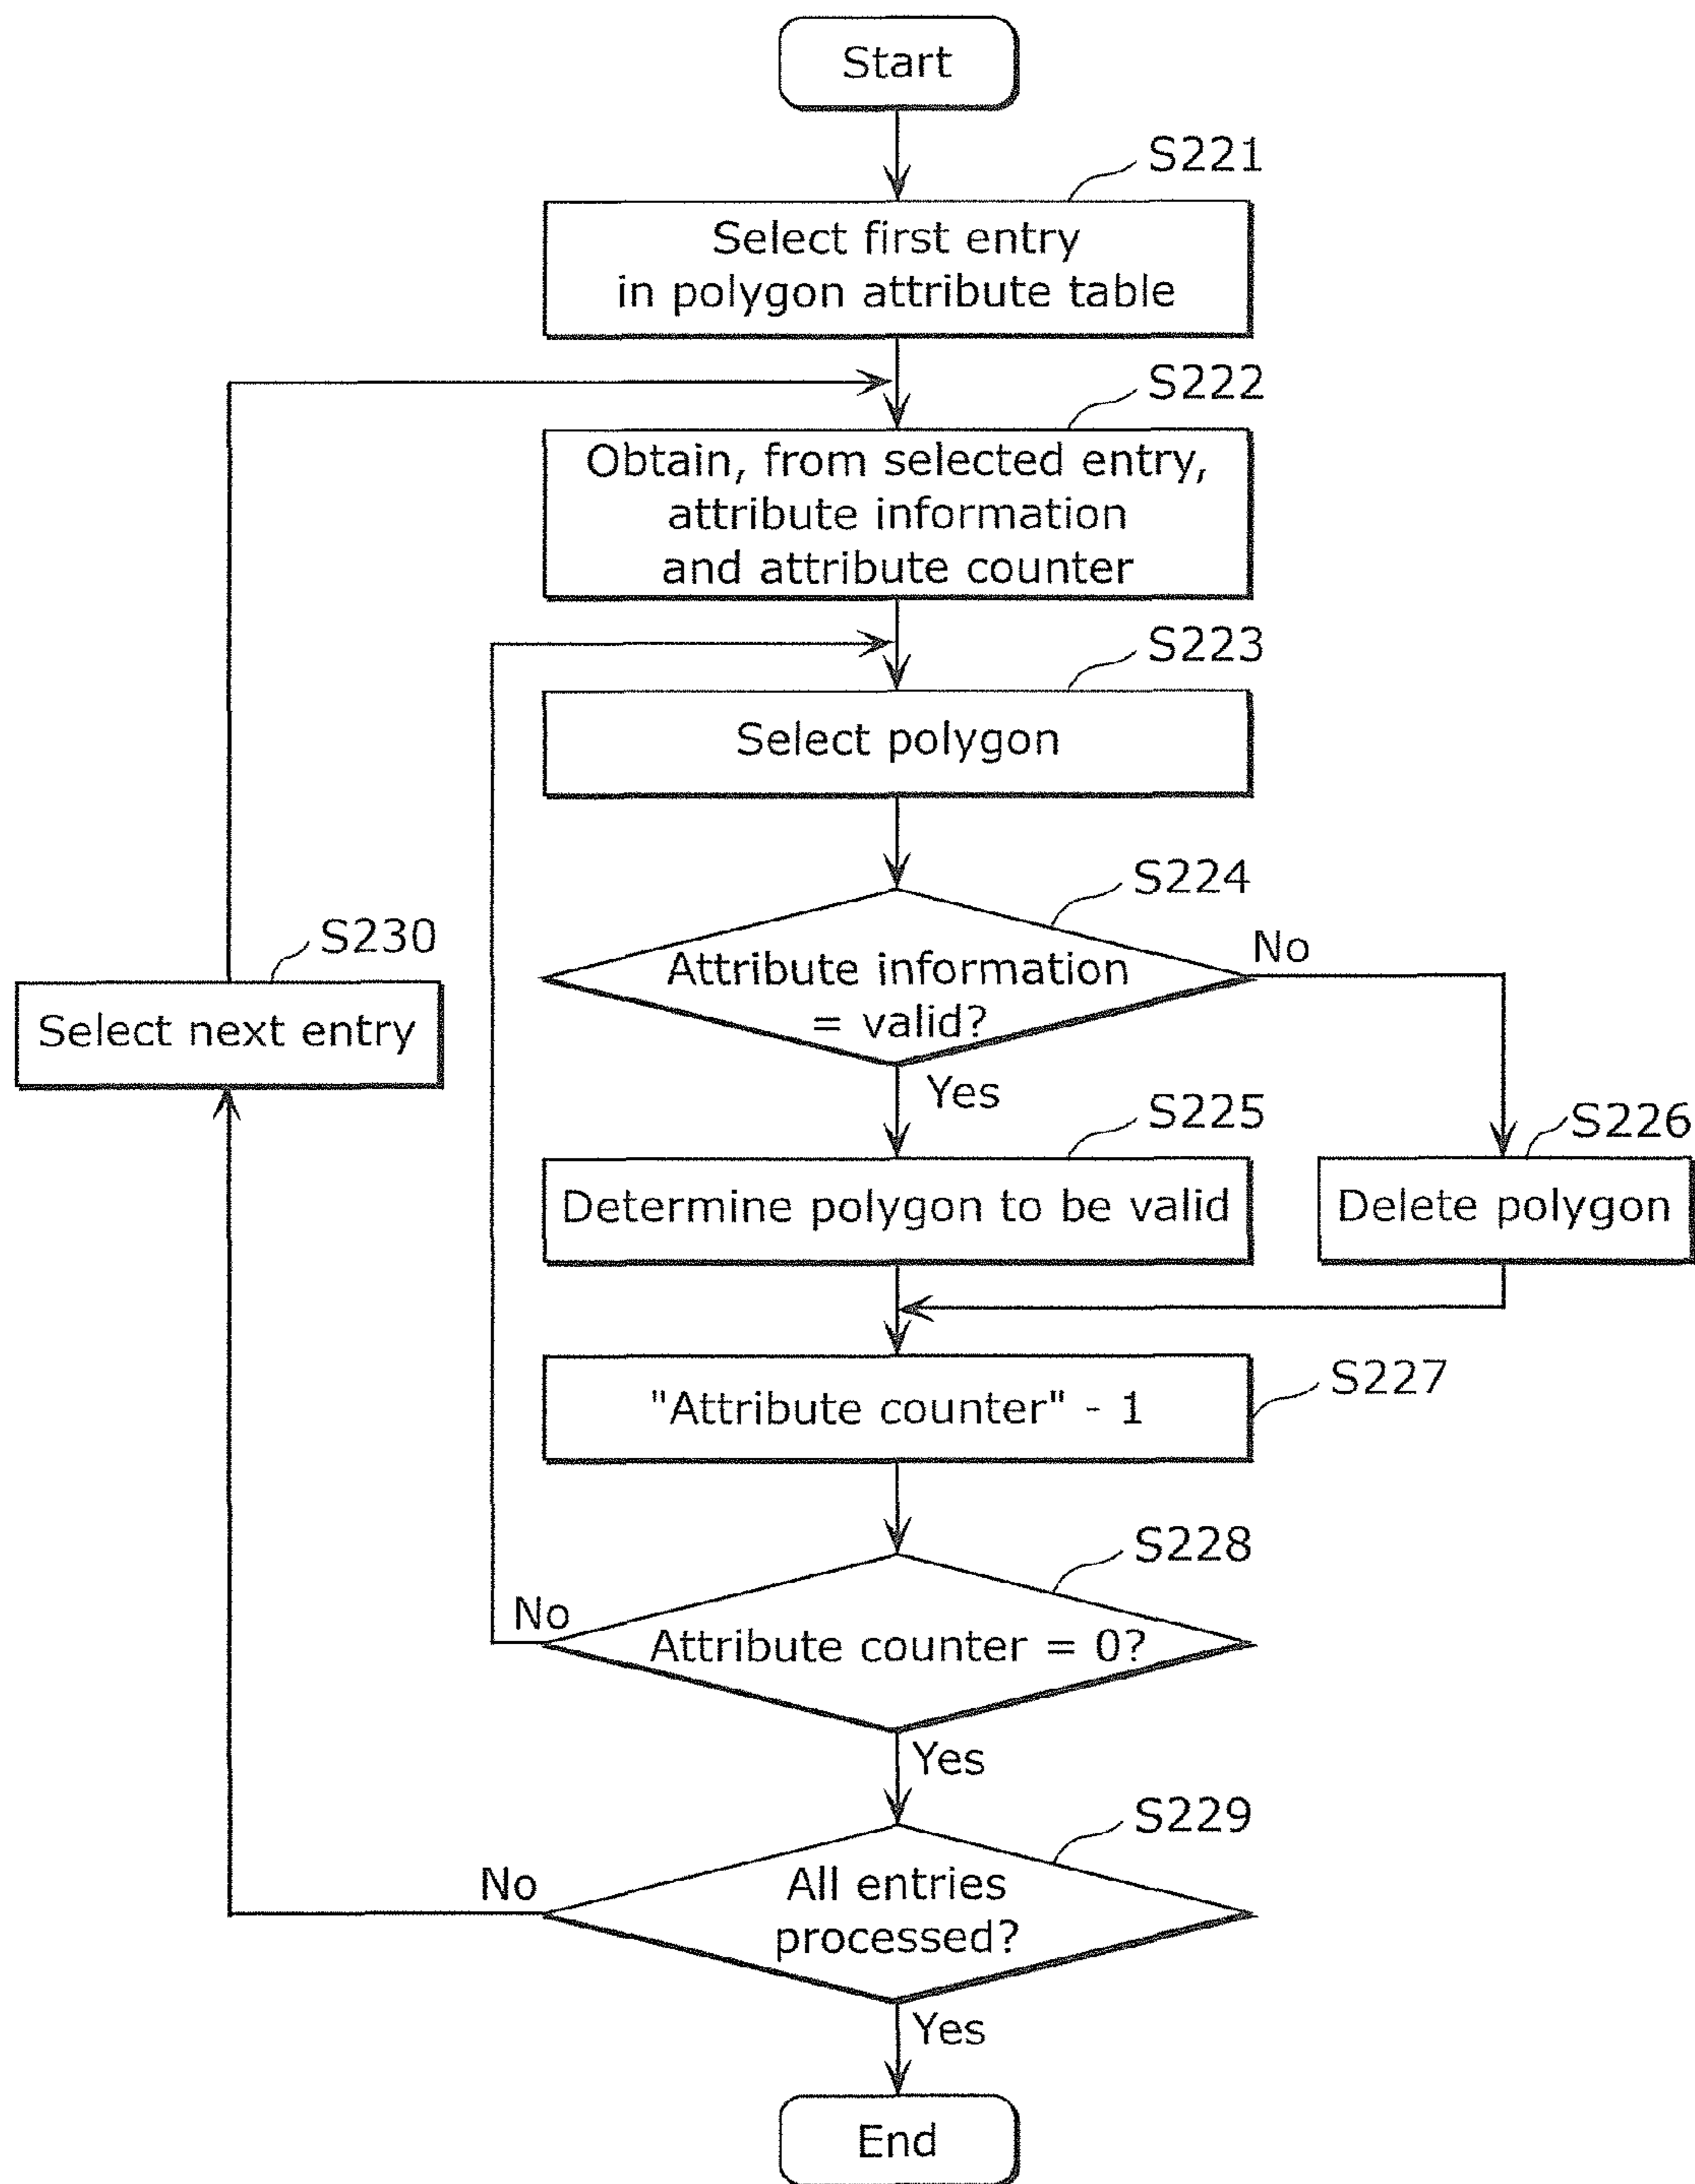 Start
S221
Select first entry
in polygon attribute table
S222
Obtain, from selected entry,
attribute information
and attribute counter
S223
Select polygon
S224
Attribute information
= valid?
No
Yes
S230
Select next entry
S225
Determine polygon to be valid
S226
Delete polygon
S227
"Attribute counter" - 1
S228
Attribute counter = 0?
No
Yes
S229
All entries
processed?
No
Yes
End